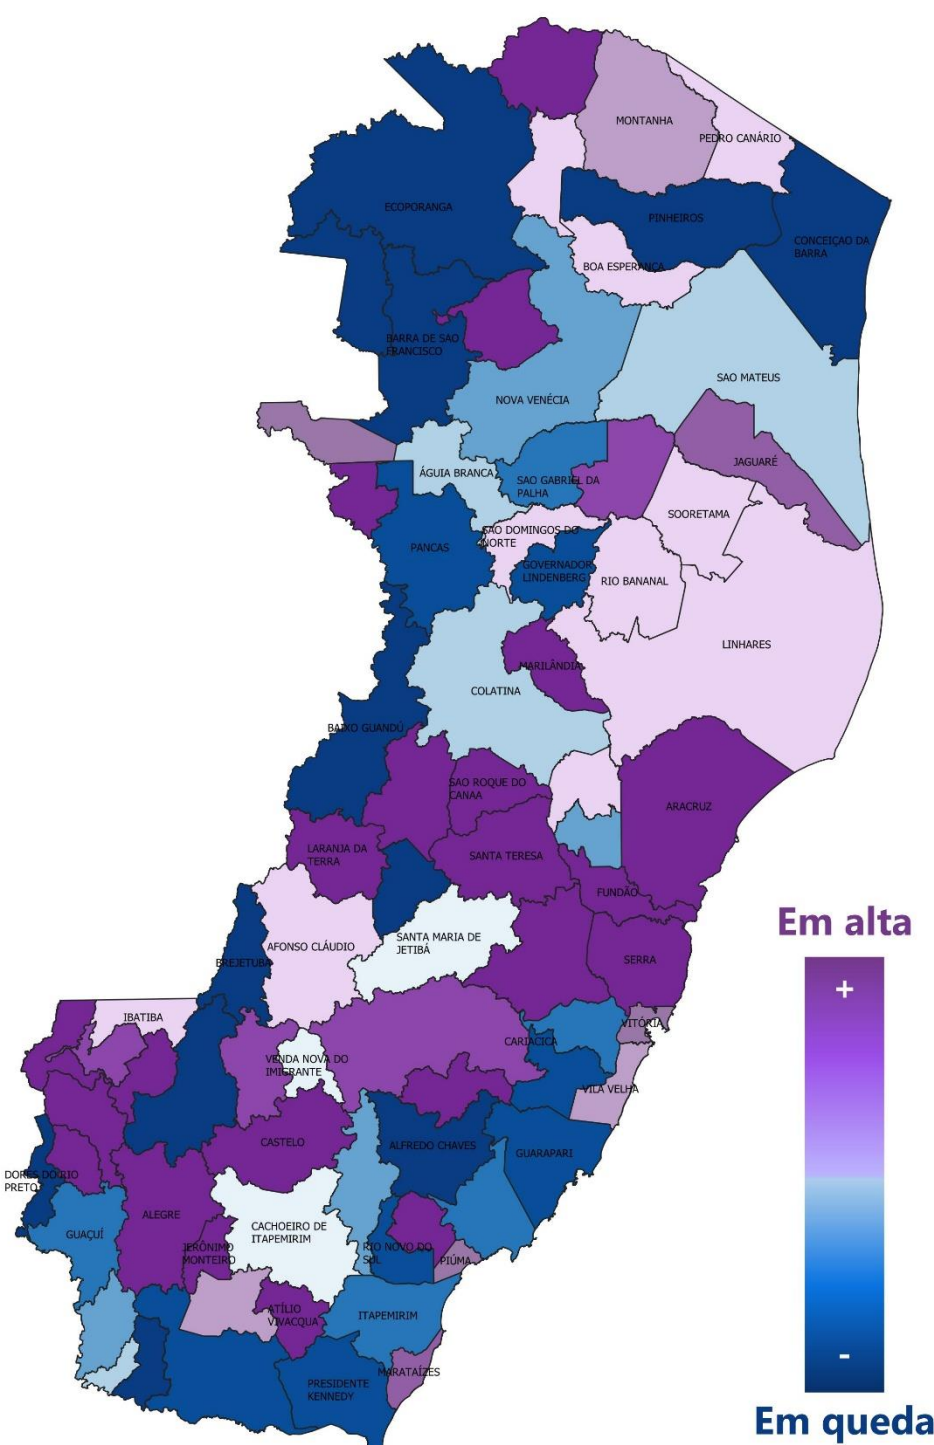 MONTANHA
PEDRO CANÁRIO
ECOPORANGA
PINHEIROS
CONCEIÇAO DA
BARRA
BOA ESPERANÇA
BARRA DE SAO
FRANCISCO
SAO MATEUS
NOVA VENÉCIA
JAGUARÉ
ÁGUIA BRANCA
SAO GABRIEL DA
PALHA
SOORETAMA
SAO DOMINGOS DO
NORTE
PANCAS
GOVERNADOR
LINDENBERG
RIO BANANAL
LINHARES
MARILÂNDIA
COLATINA
BAIXO GUANDÚ
SAO ROQUE DO
CANAA
ARACRUZ
LARANJA DA
TERRA
SANTA TERESA
FUNDÃO
Em alta
SANTA MARIA DE
JETIBÁ
AFONSO CLÁUDIO
BREJETUBA
SERRA
+
IBATIBA
VITÓRIA
CARIACICA
VENDA NOVA DO
IMIGRANTE
VILA VELHA
CASTELO
ALFREDO CHAVES
GUARAPARI
DORES DO RIO
PRETO
ALEGRE
GUAÇUÍ
CACHOEIRO DE
ITAPEMIRIM
JERÔNIMO
MONTEIRO
RIO NOVO DO
SUL
PIÚMA
ATÍLIO
VIVACQUA
ITAPEMIRIM
-
MARATAÍZES
PRESIDENTE
KENNEDY
Em queda